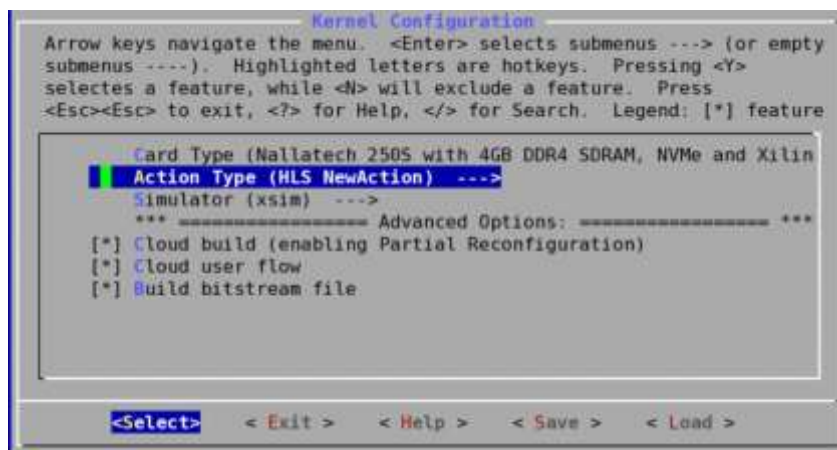 Kernel Configuration
Arrow keys navigate the menu. <Enter> selects submenus ---> (or empty
submenus ----). Highlighted letters are hotkeys. Pressing <Y>
selectes a feature, while <N> will exclude a feature. Press
<Esc><Esc> to exit, <?> for Help, </> for Search. Legend: [*] feature
Card Type (Nallatech 250S with 4GB DDR4 SDRAM, NVMe and Xilin
Action Type (HLS NewAction) --->
Simulator (xsim) --->
*** ================== Advanced Options: ================= ***
[*] Cloud build (enabling Partial Reconfiguration)
[*] Cloud user flow
[*] Build bitstream file
<Select> < Exit > < Help > < Save > < Load >